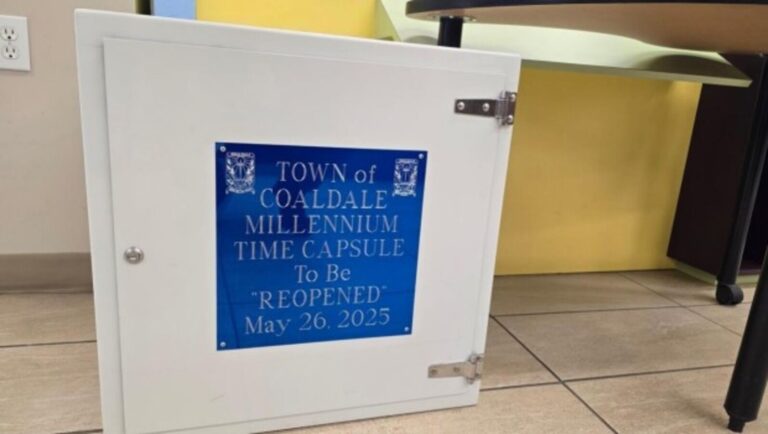 TOWN of
COALDALE
MILLENNIUM
TIME CAPSULE
To Be
"REOPENED"
May 26, 2025